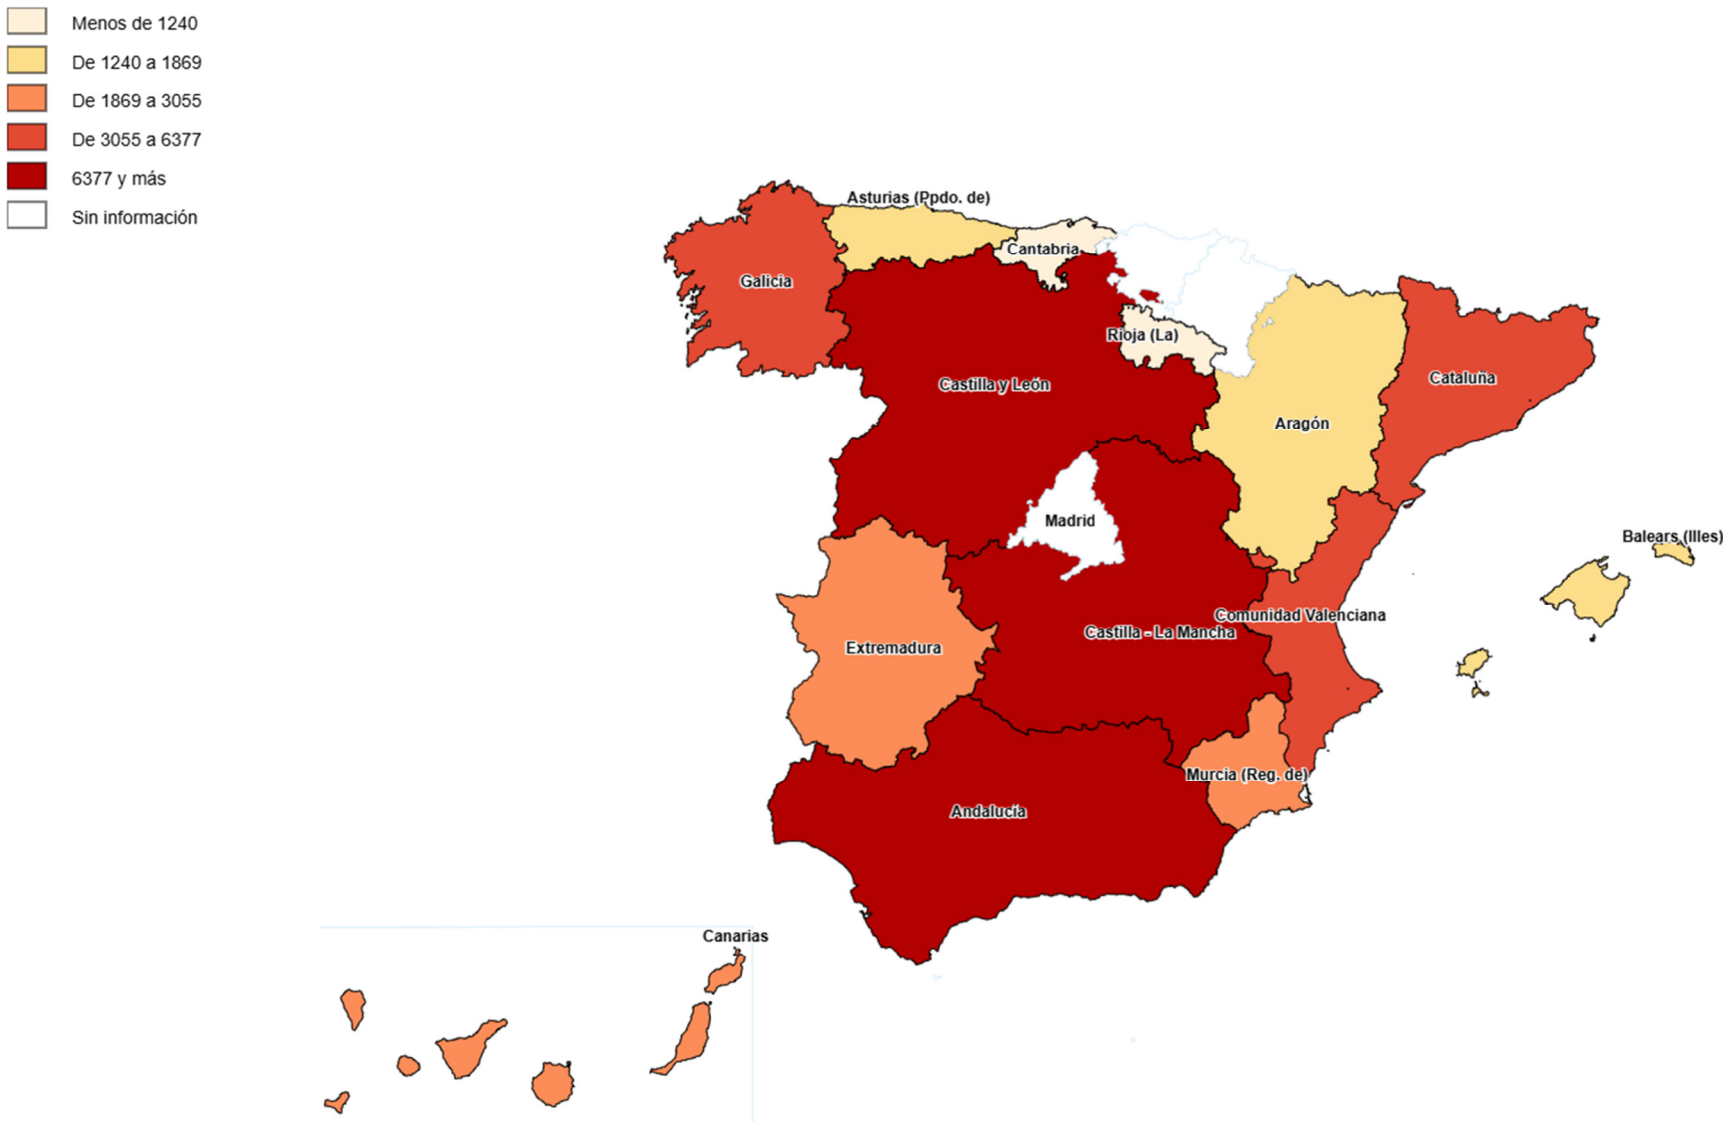 Menos de 1240
De 1240 a 1869
De 1869 a 3055
De 3055 a 6377
6377 y más
Sin información
Asturias (Ppdo. de)
Cantabria
Galicia
Rioja (La)
Castilla y León
Cataluña
Aragón
Madrid
Balears (Illes)
Comunidad Valenciana
Castilla - La Mancha
Extremadura
Murcia (Reg. de)
Andalucía
Canarias